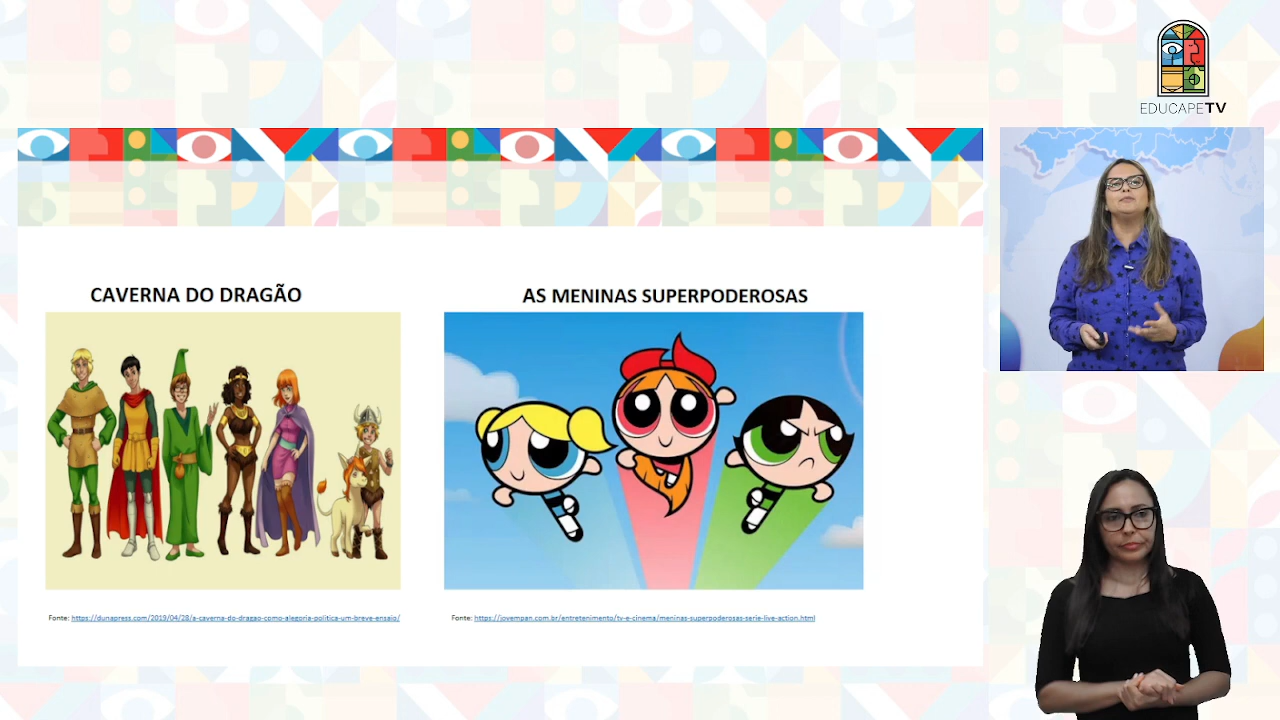 EDUCAPETV
CAVERNA DO DRAGÃO
AS MENINAS SUPERPODEROSAS
Fonte: https://dunapress.com/2019/04/28/a-caverna-do-dragao-como-alegoria-politica-um-breve-ensaio/
Fonte: https://jovempan.com.br/entretenimento/tv-e-cinema/meninas-superpoderosas-serie-live-action.html